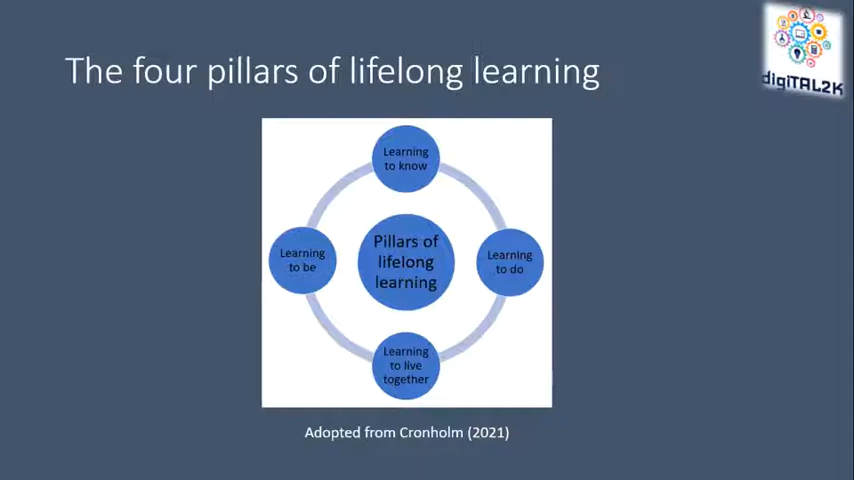 The four pillars of lifelong learning
digiTAL2K
Learning
to know
Learning
to be
Pillars of
lifelong
learning
Learning
to do
Learning
to live
together
Adopted from Cronholm (2021)